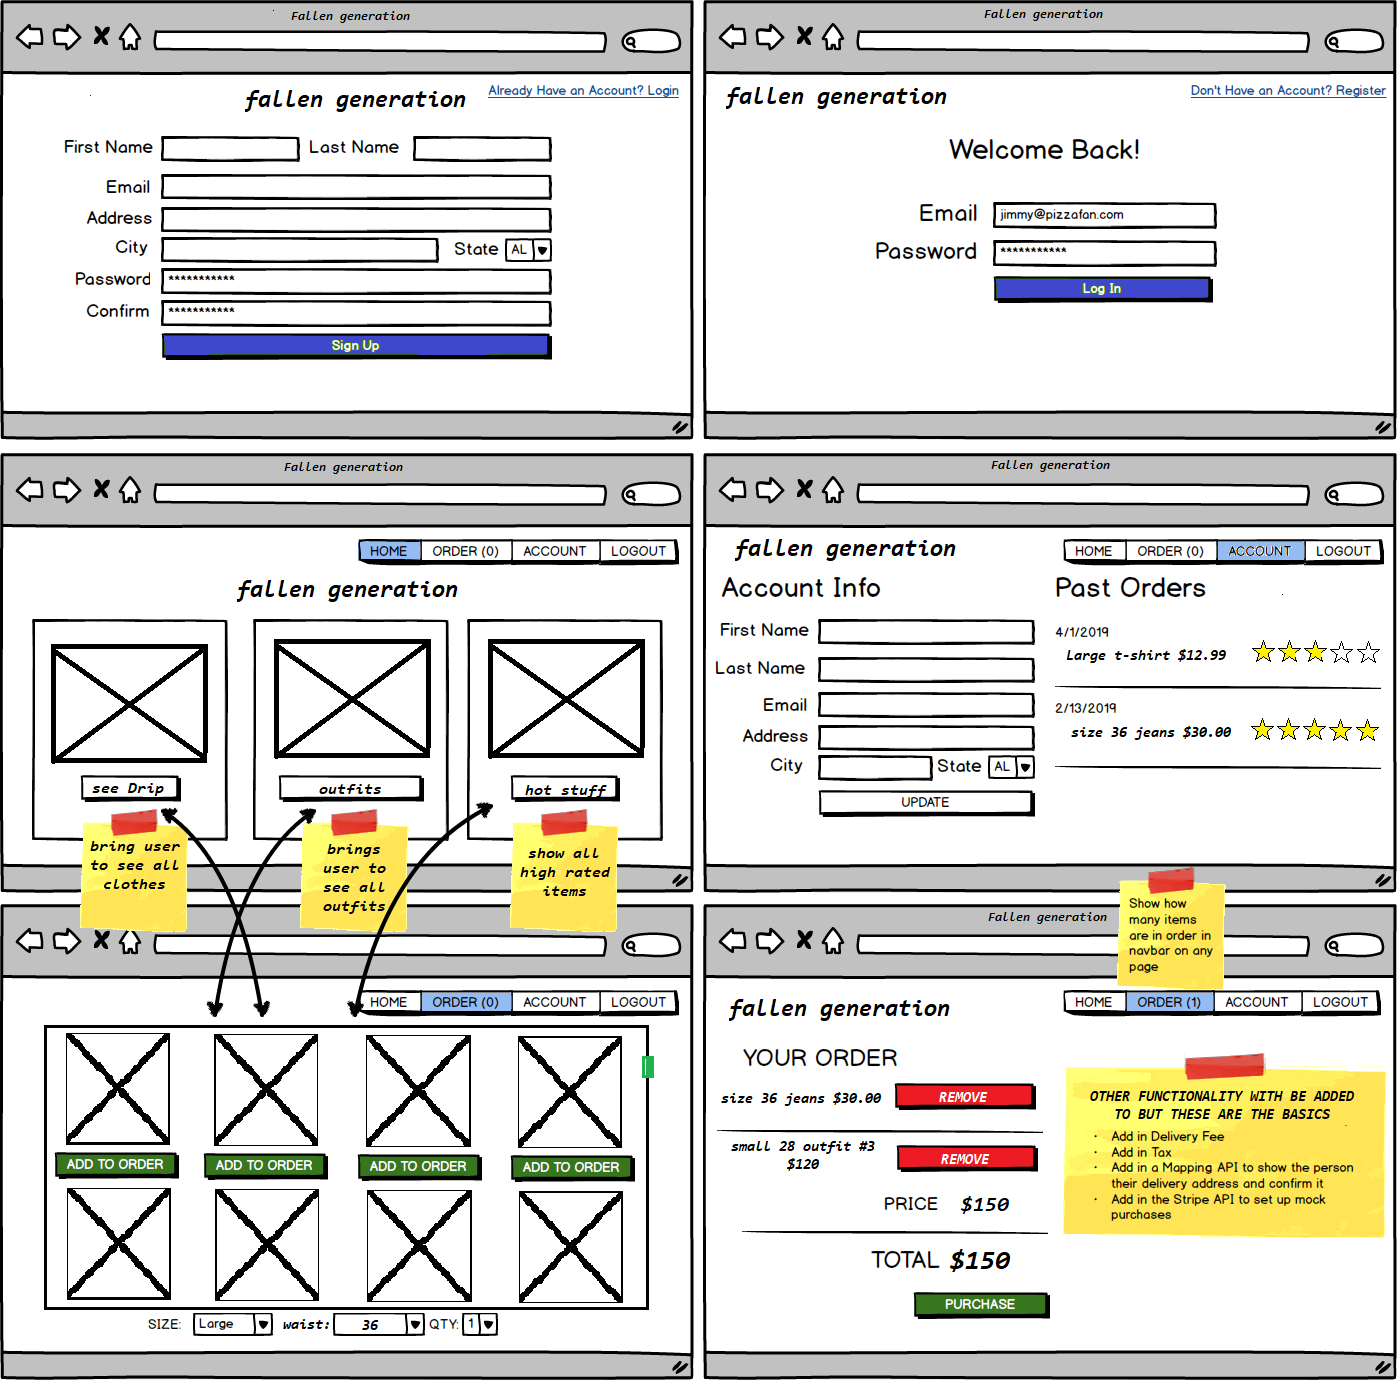 Fallen generation
fallen generation
Already Have an Account? Login
First Name
Last Name
Email
Address
City
State AL
Password ***********
Confirm ***********
Sign Up
Fallen generation
fallen generation
Don't Have an Account? Register
Welcome Back!
Email jimmy@pizzafan.com
Password ***********
Log In
Fallen generation
HOME ORDER (0) ACCOUNT LOGOUT
fallen generation
see Drip
outfits
hot stuff
bring user
to see all
clothes
brings
user to
see all
outfits
show all
high rated
items
Fallen generation
fallen generation
HOME ORDER (0) ACCOUNT LOGOUT
Account Info
First Name
Last Name
Email
Address
City
State AL
UPDATE
Past Orders
4/1/2019
Large t-shirt $12.99
2/13/2019
size 36 jeans $30.00
HOME ORDER (0) ACCOUNT LOGOUT
ADD TO ORDER ADD TO ORDER ADD TO ORDER ADD TO ORDER
SIZE: Large waist: 36 QTY: 1
Fallen generation
Show how
many items
are in order in
navbar on any
page
fallen generation
HOME ORDER (1) ACCOUNT LOGOUT
YOUR ORDER
size 36 jeans $30.00 REMOVE
small 28 outfit #3
$120
REMOVE
PRICE $150
TOTAL $150
PURCHASE
OTHER FUNCTIONALITY WITH BE ADDED
TO BUT THESE ARE THE BASICS
· Add in Delivery Fee
· Add in Tax
· Add in a Mapping API to show the person
their delivery address and confirm it
· Add in the Stripe API to set up mock
purchases